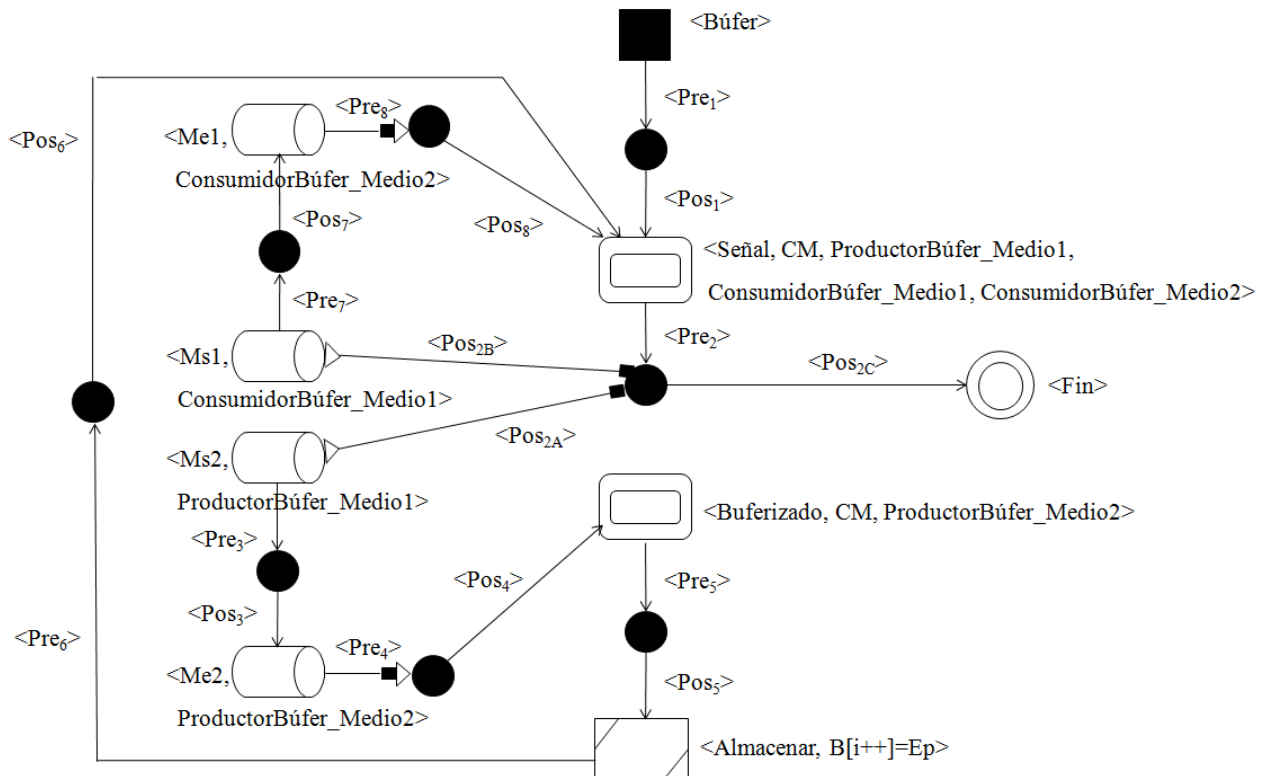 <Búfer>
<Pre₁>
<Pre₈>
<Pos₆>
<Me1,
ConsumidorBúfer_Medio2>
<Pos₁>
<Pos₇>
<Pos₈>
<Señal, CM, ProductorBúfer_Medio1,
ConsumidorBúfer_Medio1, ConsumidorBúfer_Medio2>
<Pre₇>
<Pre₂>
<Pos₂B>
<Ms1,
<Pos₂C>
ConsumidorBúfer_Medio1>
<Fin>
<Pos₂A>
<Ms2,
ProductorBúfer_Medio1>
<Buferizado, CM, ProductorBúfer_Medio2>
<Pre₃>
<Pos₄>
<Pre₅>
<Pos₃>
<Pre₆>
<Pre₄>
<Me2,
<Pos₅>
ProductorBúfer_Medio2>
<Almacenar, B[i++]=Ep>